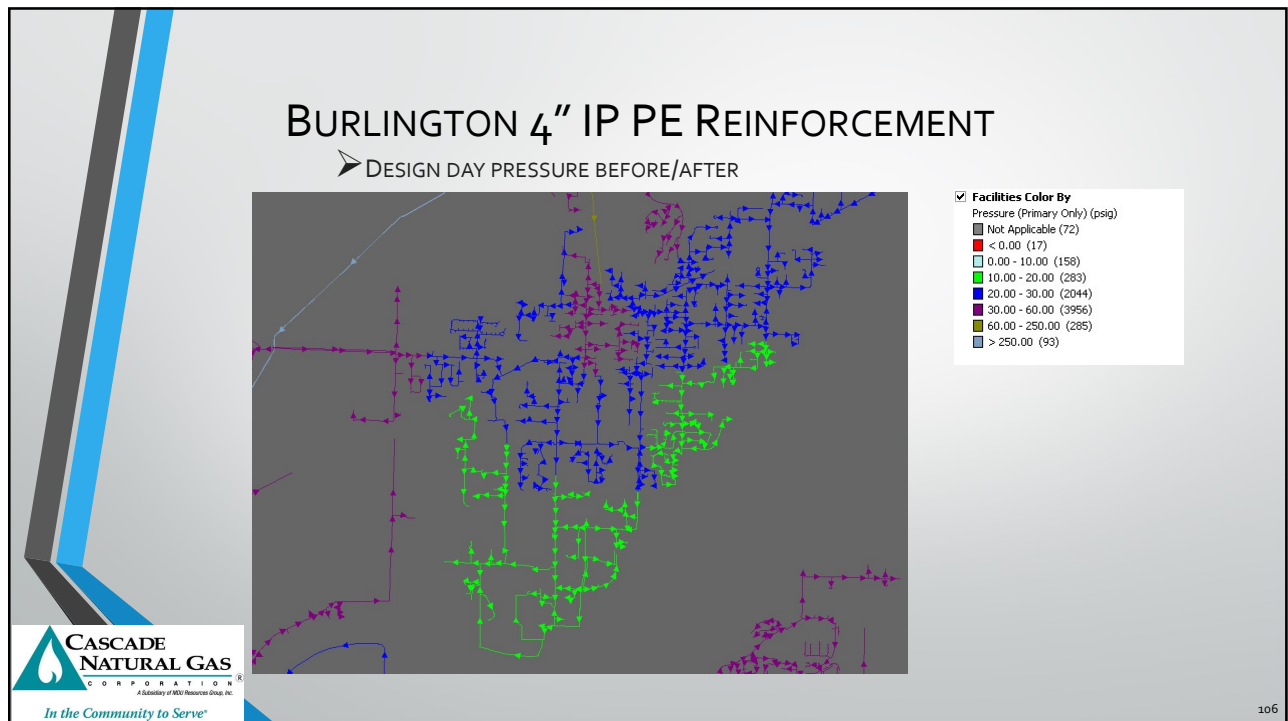 BURLINGTON 4" IP PE REINFORCEMENT
➢DESIGN DAY PRESSURE BEFORE/AFTER
Facilities Color By
Pressure (Primary Only) (psig)
Not Applicable (72)
< 0.00 (17)
0.00 - 10.00 (158)
10.00 - 20.00 (283)
20.00 - 30.00 (2044)
30.00 - 60.00 (3956)
60.00 - 250.00 (285)
> 250.00 (93)
CASCADE
NATURAL GAS
CORPORATION ®
A Subsidiary of MDU Resources Group, Inc.
In the Community to Serve®
106